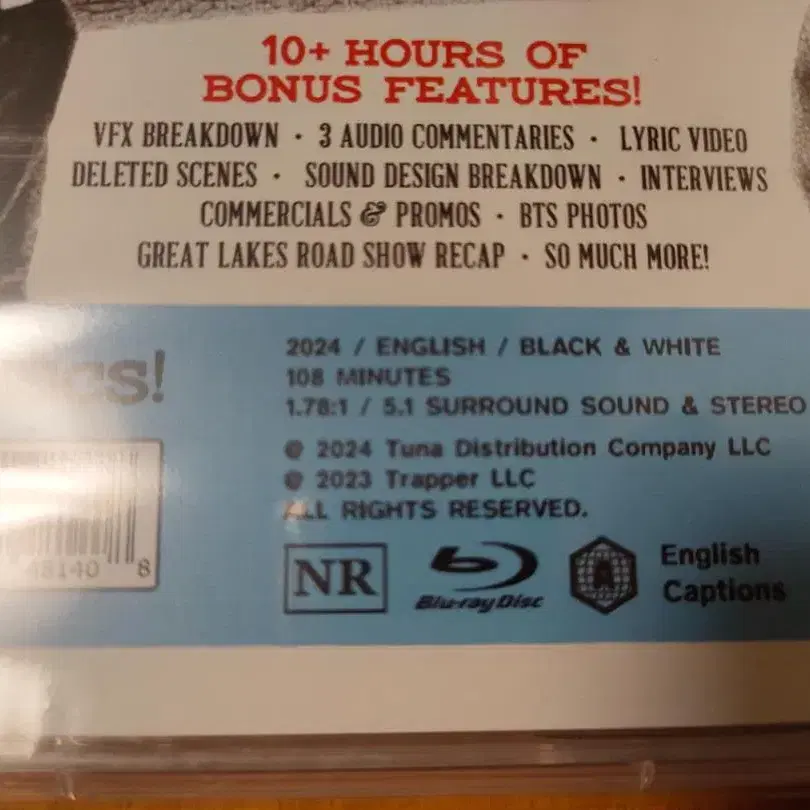 10+ HOURS OF
BONUS FEATURES!
VFX BREAKDOWN · 3 AUDIO COMMENTARIES · LYRIC VIDEO
DELETED SCENES · SOUND DESIGN BREAKDOWN · INTERVIEWS
COMMERCIALS & PROMOS · BTS PHOTOS
GREAT LAKES ROAD SHOW RECAP · SO MUCH MORE!
2024 / ENGLISH / BLACK & WHITE
108 MINUTES
1.78:1 / 5.1 SURROUND SOUND & STEREO
© 2024 Tuna Distribution Company LLC
© 2023 Trapper LLC
ALL RIGHTS RESERVED.
48140 8
NR
Blu-ray Disc
A
English
Captions